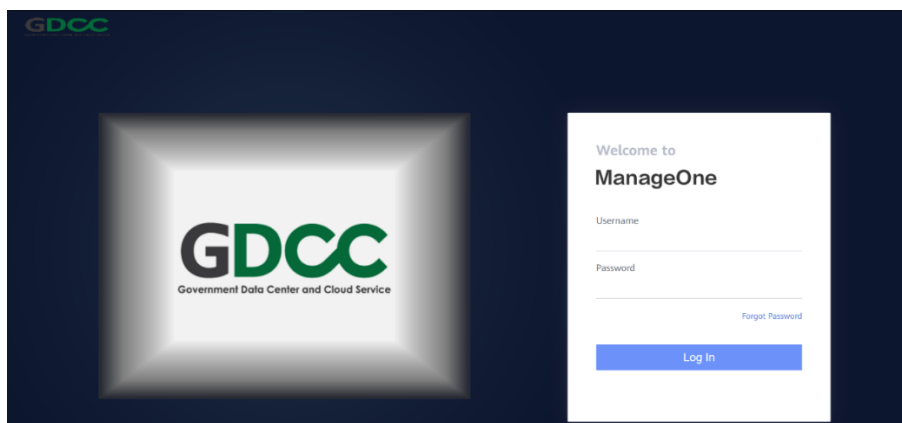 GDCC
GDCC
Government Data Center and Cloud Service
Welcome to
ManageOne
Username
Password
Forgot Password
Log In